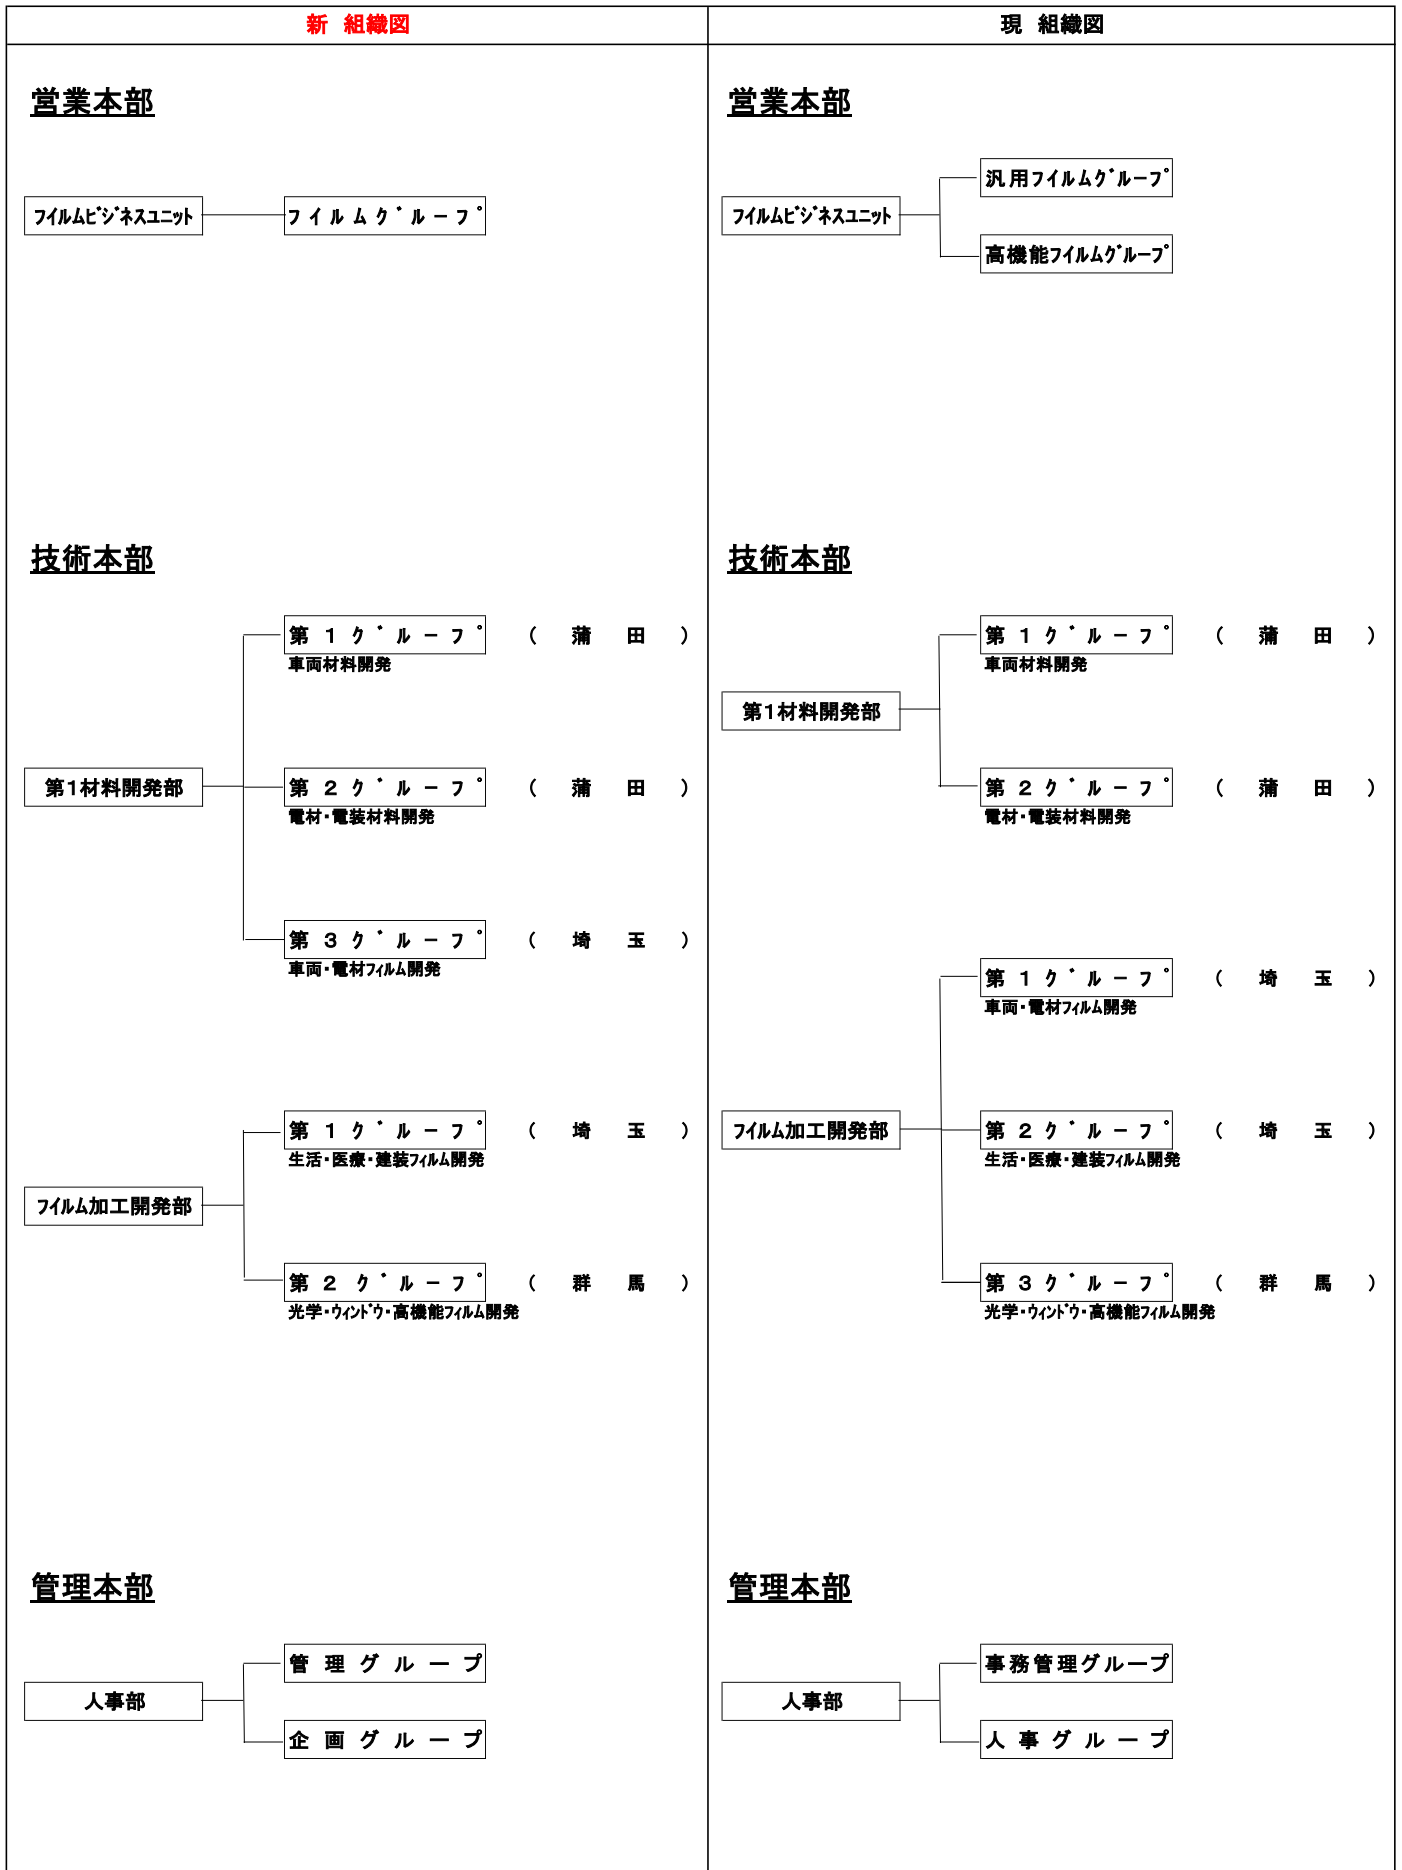 新 組織図
営業本部
フイルムビジネスユニット
フイルムグループ
技術本部
第1グループ (蒲田)
車両材料開発
第1材料開発部
第2グループ (蒲田)
電材・電装材料開発
第3グループ (埼玉)
車両・電材フィルム開発
第1グループ (埼玉)
生活・医療・建装フィルム開発
フイルム加工開発部
第2グループ (群馬)
光学・ウィンドウ・高機能フィルム開発
管理本部
管理グループ
人事部
企画グループ
現 組織図
営業本部
汎用フイルムグループ
フイルムビジネスユニット
高機能フイルムグループ
技術本部
第1グループ (蒲田)
車両材料開発
第1材料開発部
第2グループ (蒲田)
電材・電装材料開発
第1グループ (埼玉)
車両・電材フィルム開発
フイルム加工開発部
第2グループ (埼玉)
生活・医療・建装フィルム開発
第3グループ (群馬)
光学・ウィンドウ・高機能フィルム開発
管理本部
事務管理グループ
人事部
人事グループ